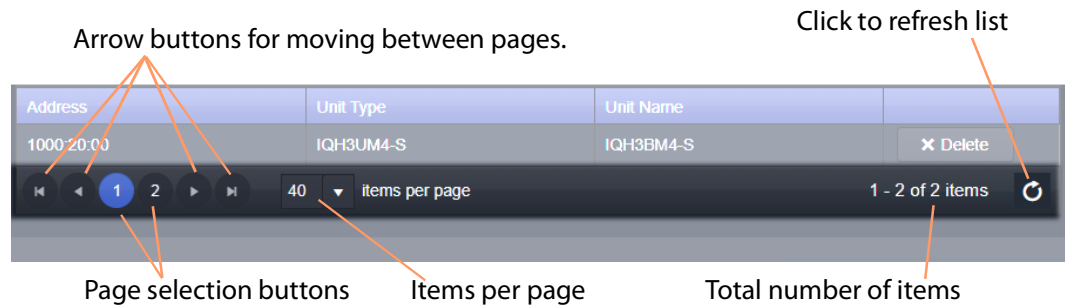 Click to refresh list
Arrow buttons for moving between pages.
Address Unit Type Unit Name
1000:20:00 IQH3UM4-S IQH3BM4-S × Delete
1 2 40 items per page 1 - 2 of 2 items
Page selection buttons Items per page Total number of items